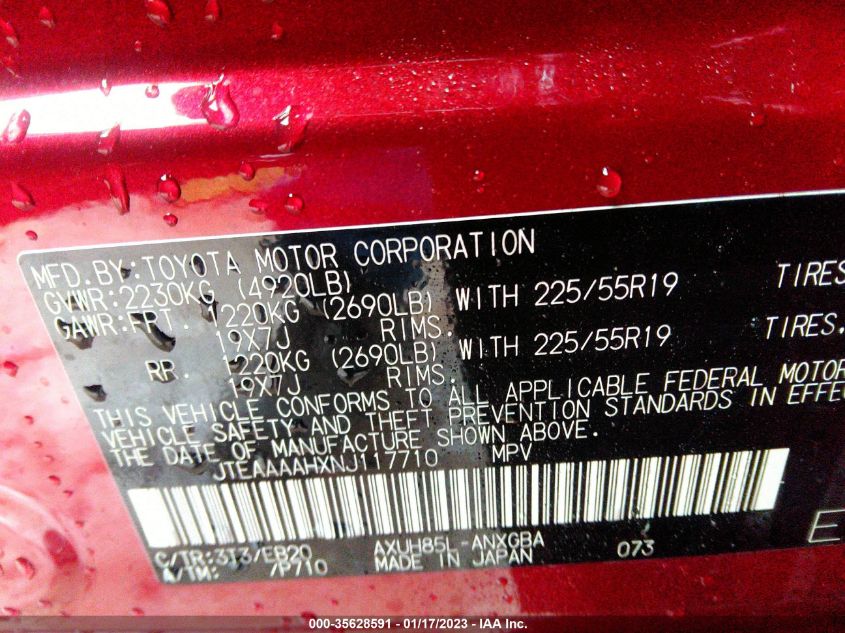 MFD.BY:TOYOTA MOTOR CORPORATION
GVWR:2230KG (4920LB)
GAWR:FRT. 1220KG (2690LB) WITH 225/55R19 TIRES
19X7J RIMS.
RR. 1220KG (2690LB) WITH 225/55R19 TIRES.
19X7J RIMS.
THIS VEHICLE CONFORMS TO ALL APPLICABLE FEDERAL MOTOR
VEHICLE SAFETY AND THEFT PREVENTION STANDARDS IN EFFE
THE DATE OF MANUFACTURE SHOWN ABOVE.
JTEAAAAHXNJ117710 MPV
C/TR:3T3/EB20 AXUH85L-ANXGBA
A/TM: /P710 MADE IN JAPAN 073
E
000-35628591 - 01/17/2023 - IAA Inc.